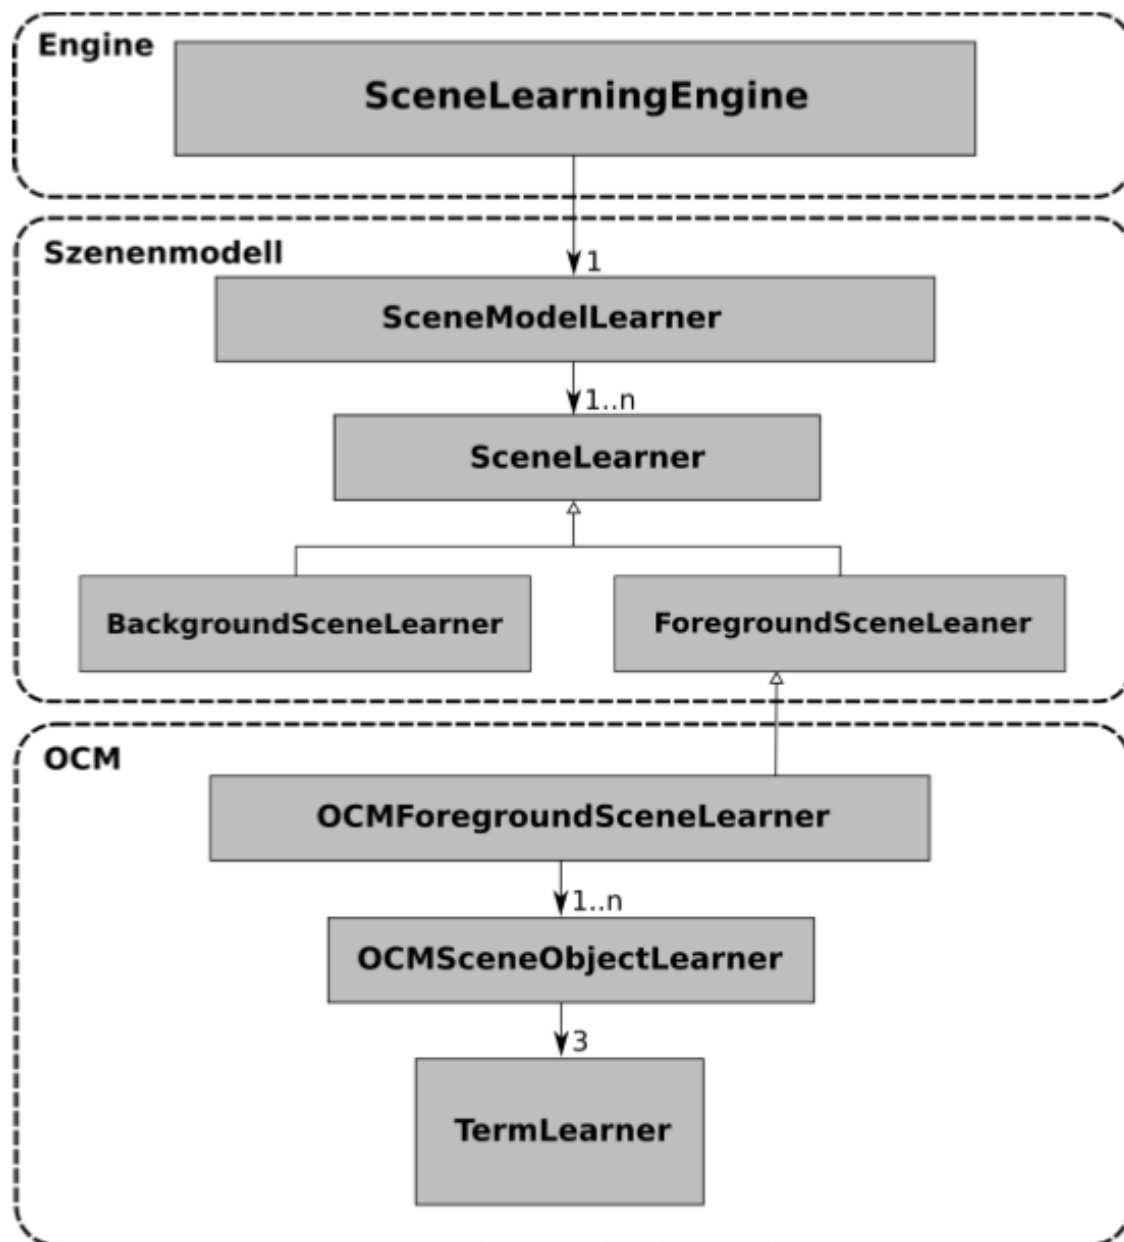 Engine
SceneLearningEngine
Szenenmodell
1
SceneModelLearner
1..n
SceneLearner
BackgroundSceneLearner
ForegroundSceneLeaner
OCM
OCMForegroundSceneLearner
1..n
OCMSceneObjectLearner
3
TermLearner